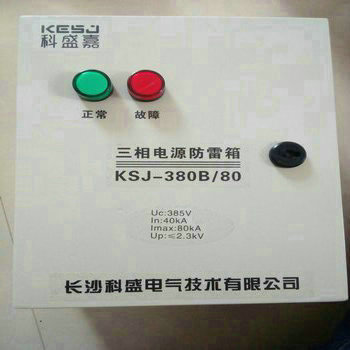 KESJ
科盛嘉
正常 故障
三相电源防雷箱
KSJ-380B/80
Uc:385V
In:40kA
Imax:80kA
Up:≤2.3kV
长沙科盛电气技术有限公司